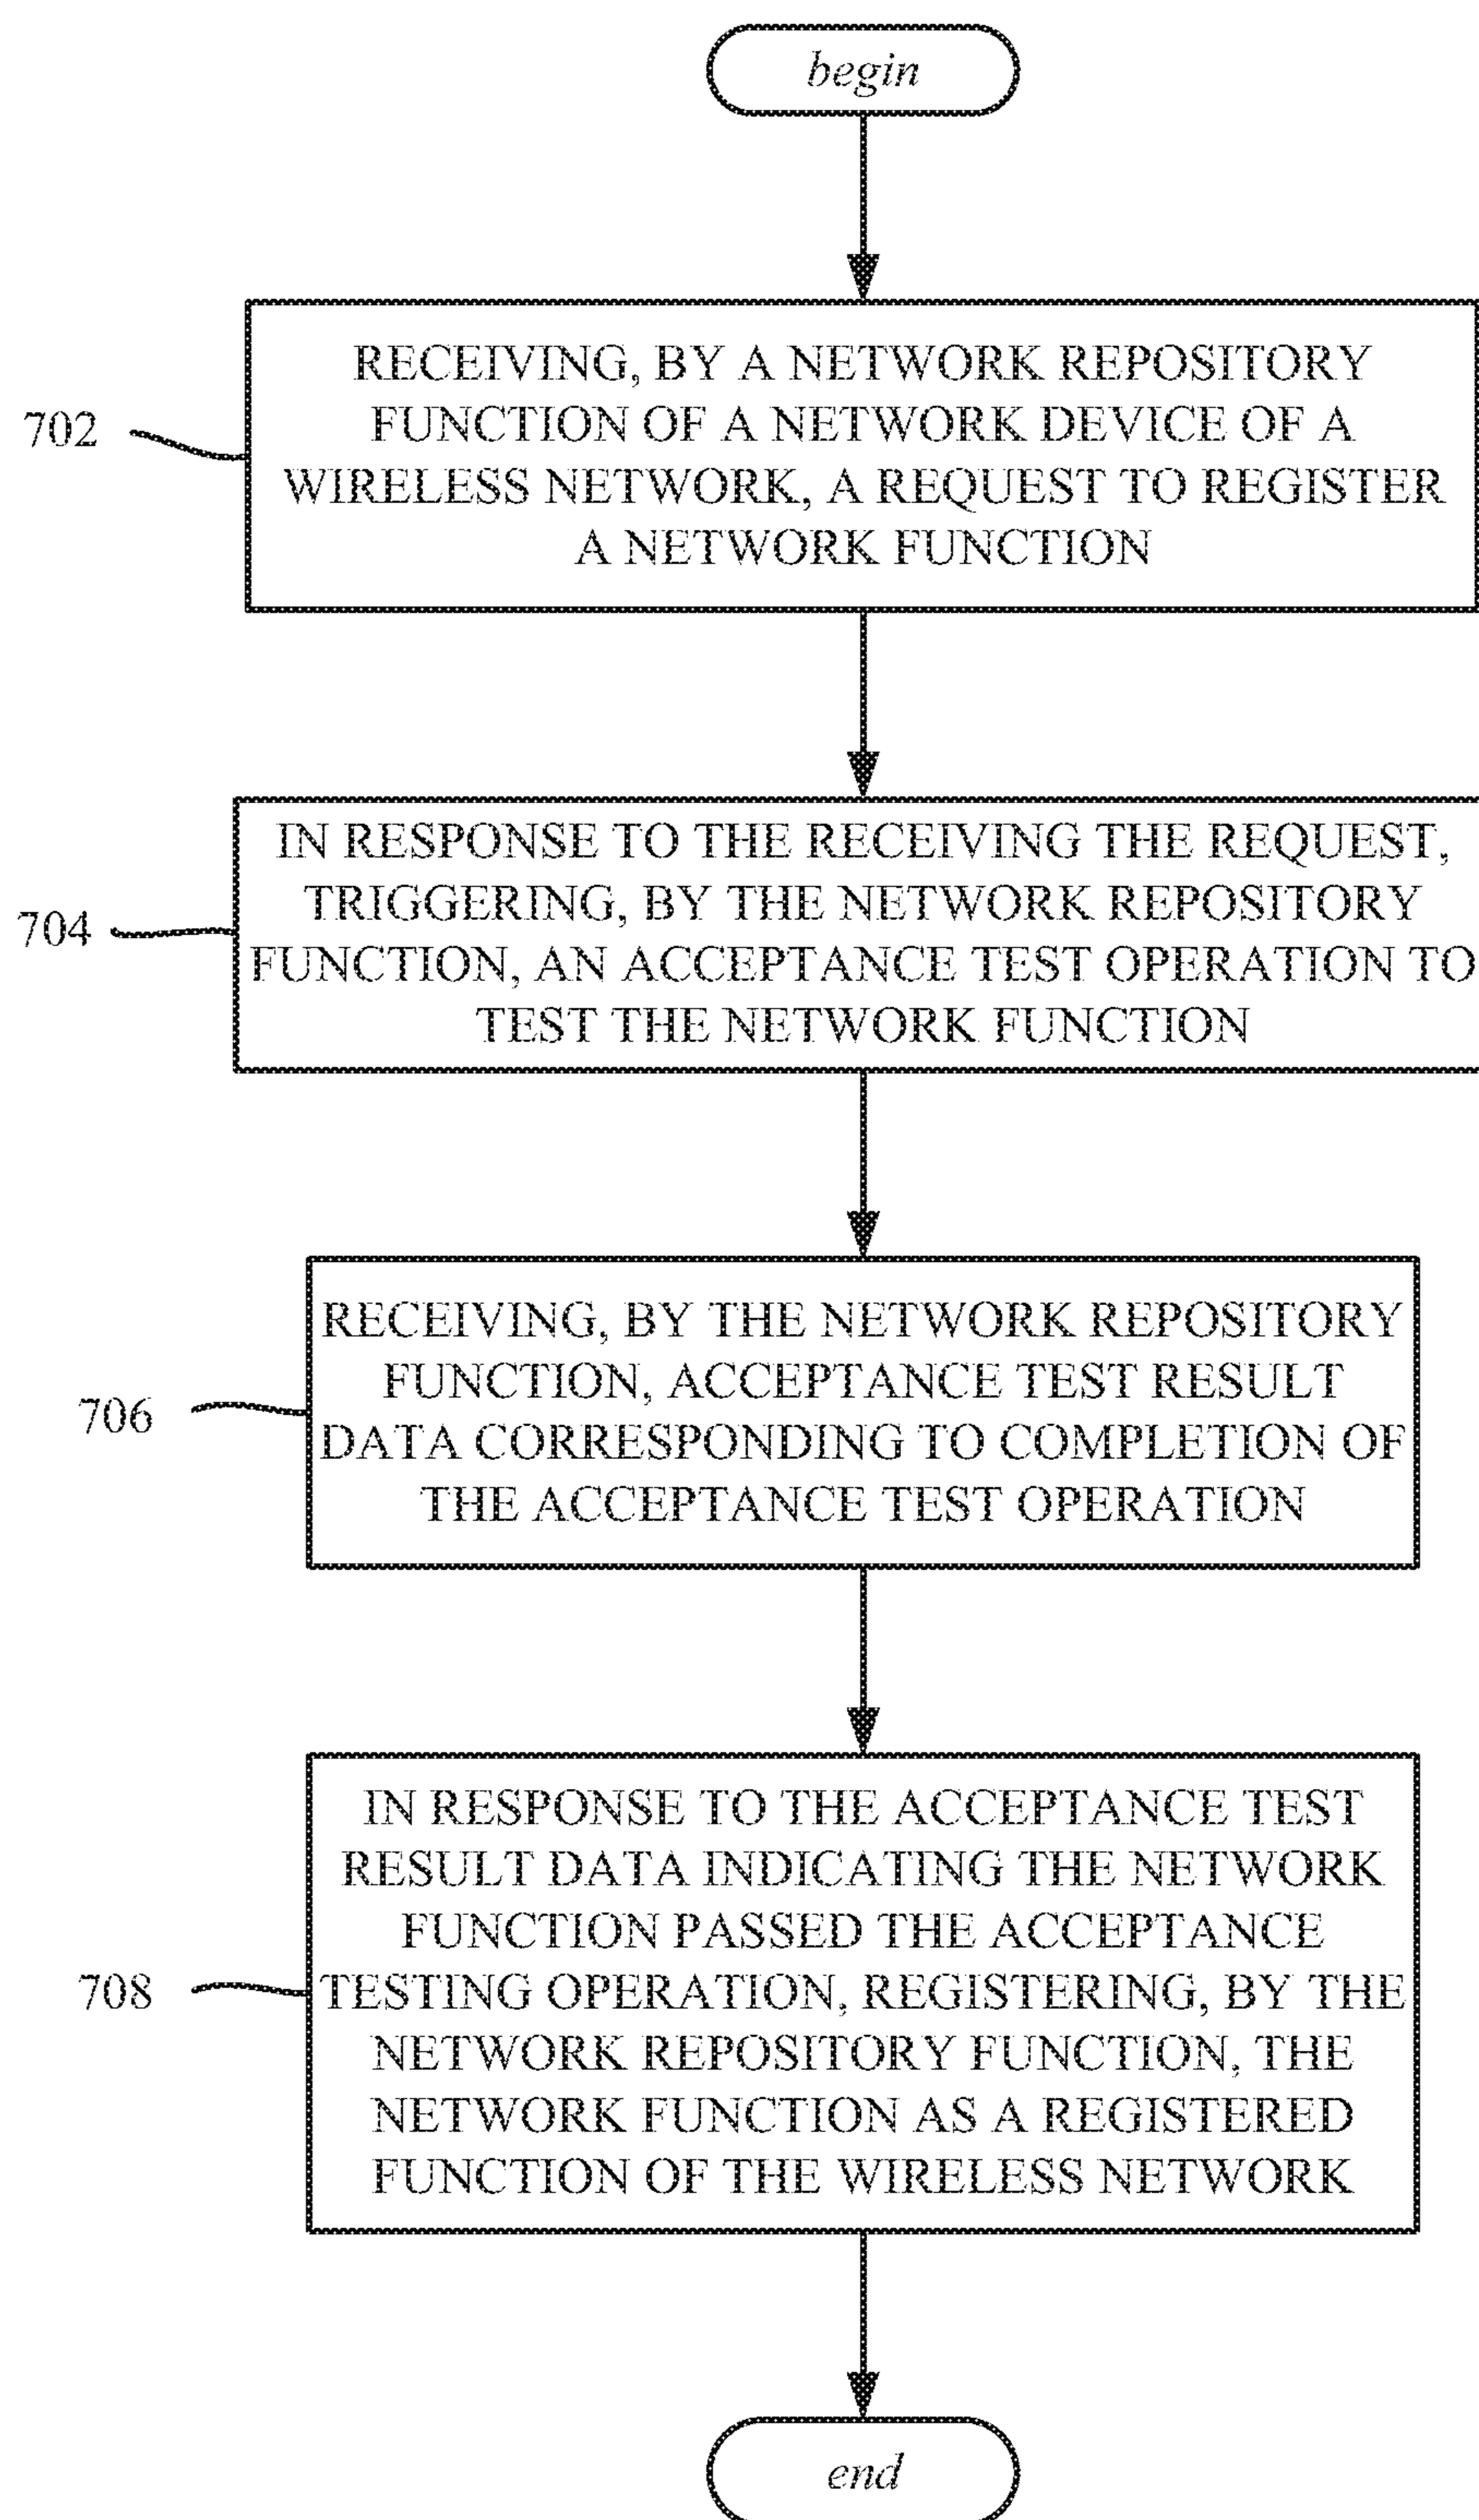 begin
702
RECEIVING, BY A NETWORK REPOSITORY
FUNCTION OF A NETWORK DEVICE OF A
WIRELESS NETWORK, A REQUEST TO REGISTER
A NETWORK FUNCTION
704
IN RESPONSE TO THE RECEIVING THE REQUEST,
TRIGGERING, BY THE NETWORK REPOSITORY
FUNCTION, AN ACCEPTANCE TEST OPERATION TO
TEST THE NETWORK FUNCTION
706
RECEIVING, BY THE NETWORK REPOSITORY
FUNCTION, ACCEPTANCE TEST RESULT
DATA CORRESPONDING TO COMPLETION OF
THE ACCEPTANCE TEST OPERATION
708
IN RESPONSE TO THE ACCEPTANCE TEST
RESULT DATA INDICATING THE NETWORK
FUNCTION PASSED THE ACCEPTANCE
TESTING OPERATION, REGISTERING, BY THE
NETWORK REPOSITORY FUNCTION, THE
NETWORK FUNCTION AS A REGISTERED
FUNCTION OF THE WIRELESS NETWORK
end